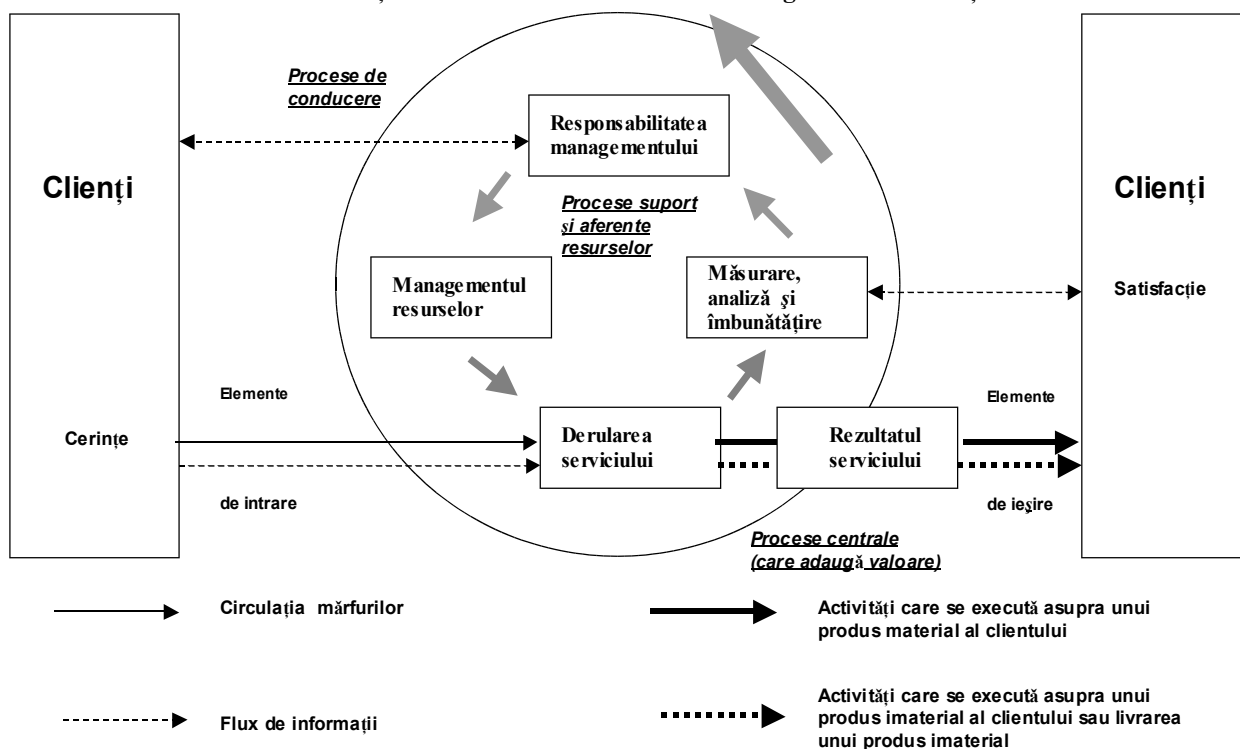 Procese de
conducere
Responsabilitatea
managementului
Clienți
Clienți
Procese suport
și aferente
resurselor
Managementul
resurselor
Măsurare,
analiză și
îmbunătățire
Satisfacție
Elemente
Elemente
Cerințe
Derularea
serviciului
Rezultatul
serviciului
de intrare
de ieșire
Procese centrale
(care adaugă valoare)
Circulația mărfurilor
Activități care se execută asupra unui
produs material al clientului
Flux de informații
Activități care se execută asupra unui
produs imaterial al clientului sau livrarea
unui produs imaterial